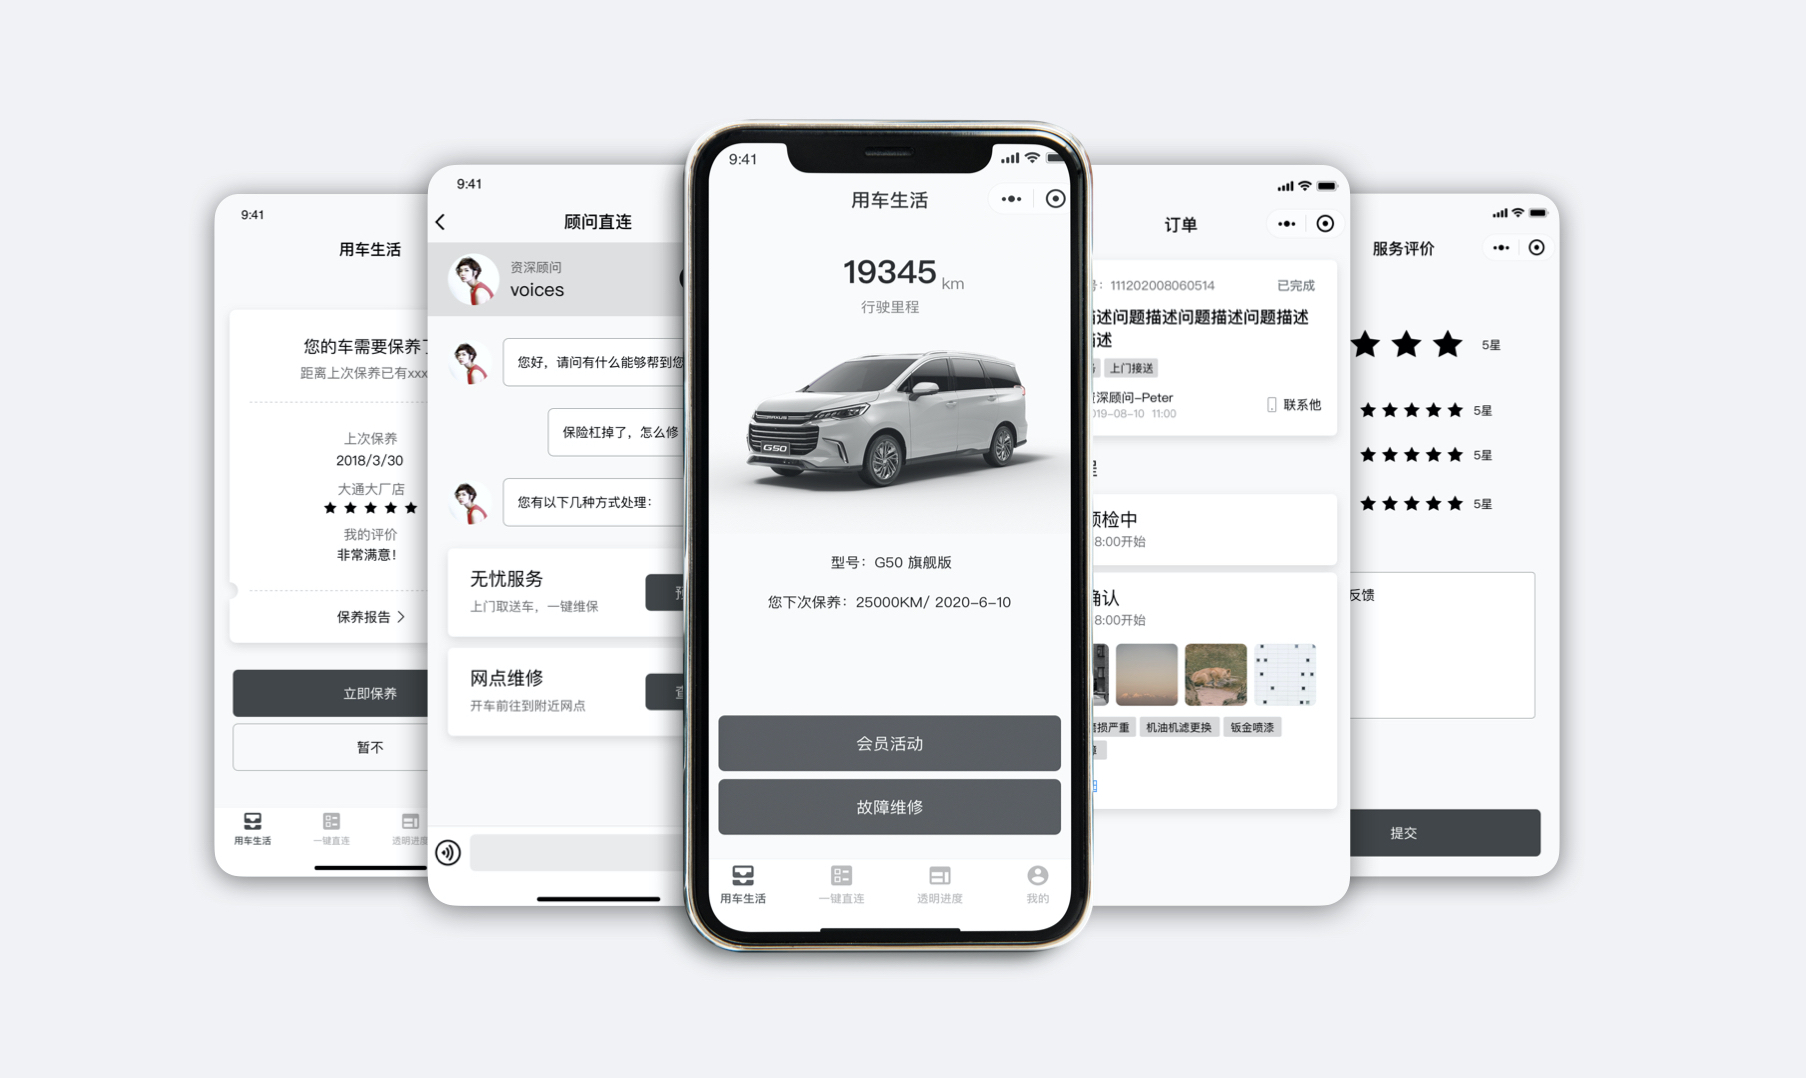 9:41
用车生活
您的车需要保养
距离上次保养已有xxx
上次保养
2018/3/30
大通大厂店
我的评价
非常满意！
保养报告
立即保养
暂不
用车生活
一键直连
透明进度
9:41
顾问直连
资深顾问
voices
您好，请问有什么能够帮到您
保险杠掉了，怎么修
您有以下几种方式处理：
无忧服务
上门取送车，一键维保
预
网点维修
开车前往到附近网点
查
9:41
用车生活
19345 km
行驶里程
MAXUS
G50
型号：G50 旗舰版
您下次保养：25000KM/ 2020-6-10
会员活动
故障维修
用车生活
一键直连
透明进度
我的
订单
号：111202008060514
已完成
描述问题描述问题描述问题描述
描述
上门接送
资深顾问-Peter
019-08-10 11:00
联系他
程
预检中
8:00开始
确认
8:00开始
磨损严重
机油机滤更换
钣金喷漆
服务评价
5星
5星
5星
5星
反馈
提交